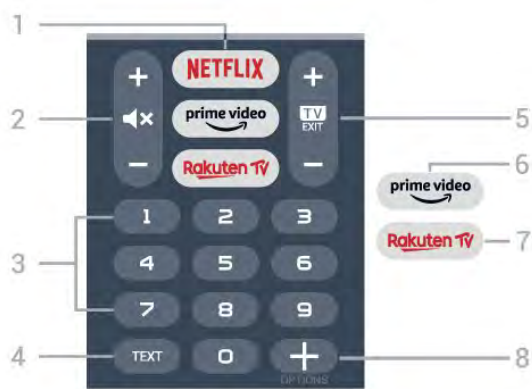 1
+ NETFLIX +
2 prime video TV EXIT 5
- Rakuten TV -
6
prime video
1 2 3
Rakuten TV 7
3
4 5 6
7 8 9
4 TEXT 0 + 8
OPTIONS